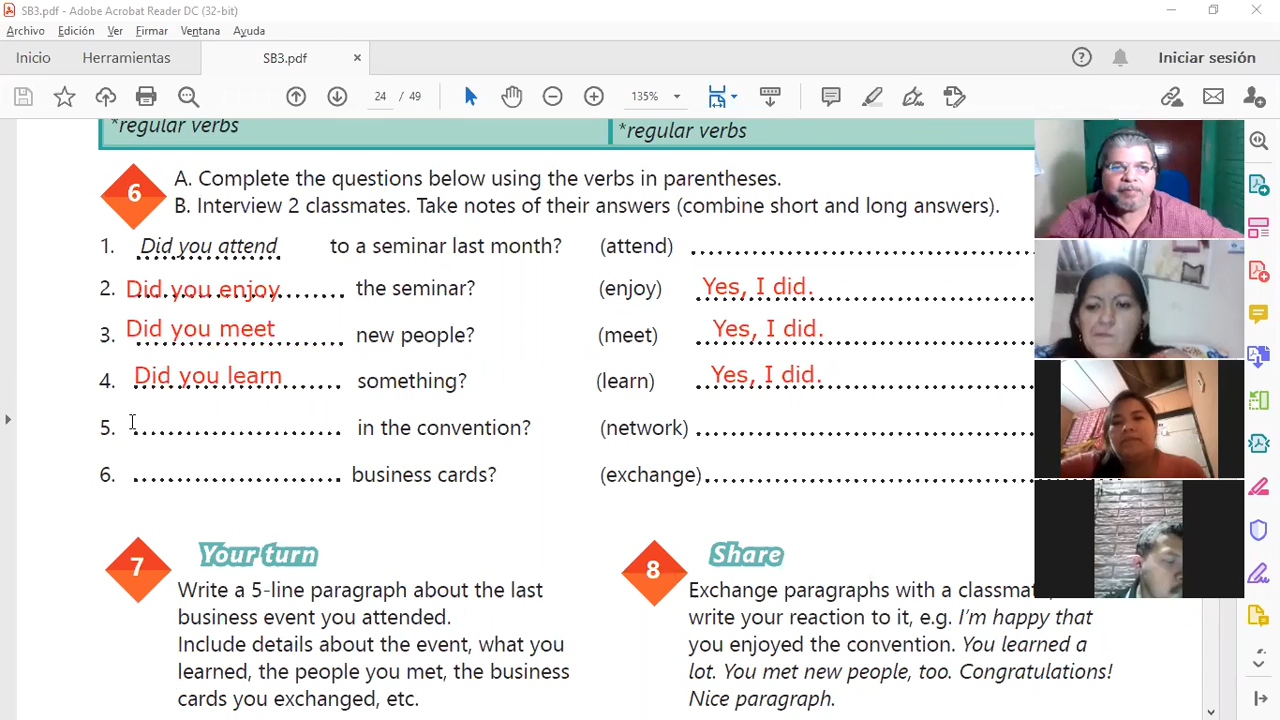 SB3.pdf - Adobe Acrobat Reader DC (32-bit)
Archivo Edición Ver Firmar Ventana Ayuda
Inicio Herramientas SB3.pdf × Iniciar sesión
24 / 49 135%
*regular verbs *regular verbs
6 A. Complete the questions below using the verbs in parentheses.
B. Interview 2 classmates. Take notes of their answers (combine short and long answers).
1. Did you attend to a seminar last month? (attend)
2. Did you enjoy the seminar? (enjoy) Yes, I did.
3. Did you meet new people? (meet) Yes, I did.
4. Did you learn something? (learn) Yes, I did.
5. in the convention? (network)
6. business cards? (exchange)
7 Your turn
Write a 5-line paragraph about the last
business event you attended.
Include details about the event, what you
learned, the people you met, the business
cards you exchanged, etc.
8 Share
Exchange paragraphs with a classmat
write your reaction to it, e.g. I'm happy that
you enjoyed the convention. You learned a
lot. You met new people, too. Congratulations!
Nice paragraph.